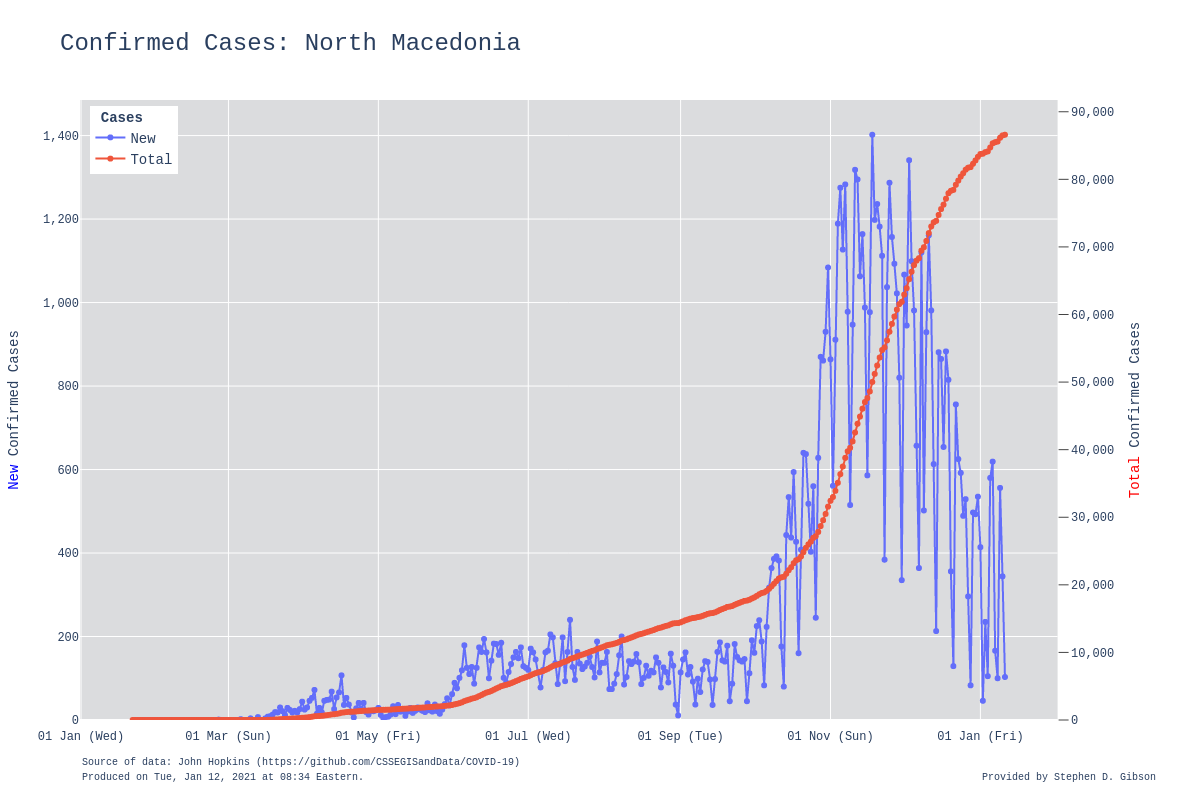 Confirmed Cases: North Macedonia
Cases
New
Total
New Confirmed Cases
1,400
1,200
1,000
800
600
400
200
0
90,000
80,000
70,000
60,000
50,000
40,000
30,000
20,000
10,000
0
Total Confirmed Cases
01 Jan (Wed)
01 Mar (Sun)
01 May (Fri)
01 Jul (Wed)
01 Sep (Tue)
01 Nov (Sun)
01 Jan (Fri)
Source of data: John Hopkins (https://github.com/CSSEGISandData/COVID-19)
Produced on Tue, Jan 12, 2021 at 08:34 Eastern.
Provided by Stephen D. Gibson